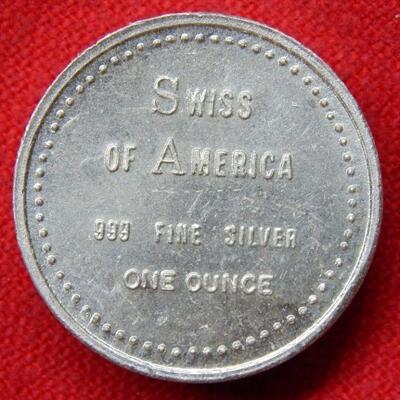 SWISS
OF AMERICA
999 FINE SILVER
ONE OUNCE